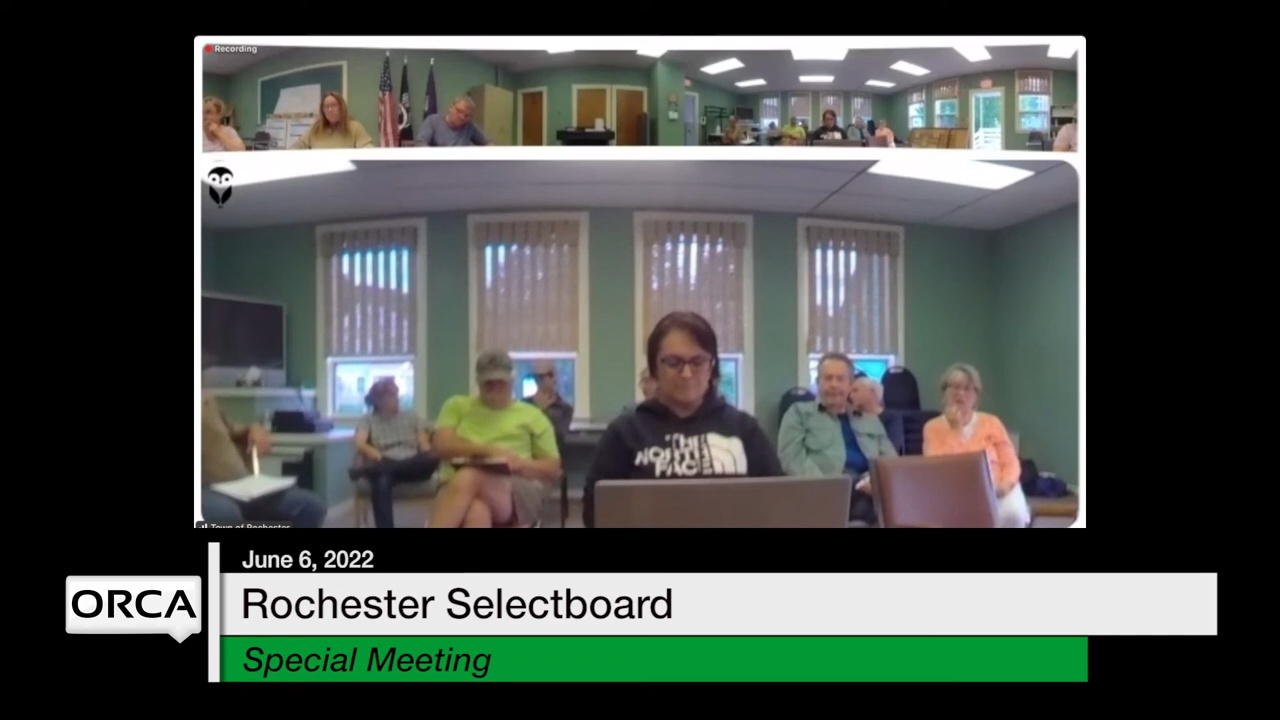 Recording
THE
NORTH
FACE
Town of Rochester
June 6, 2022
ORCA
Rochester Selectboard
Special Meeting